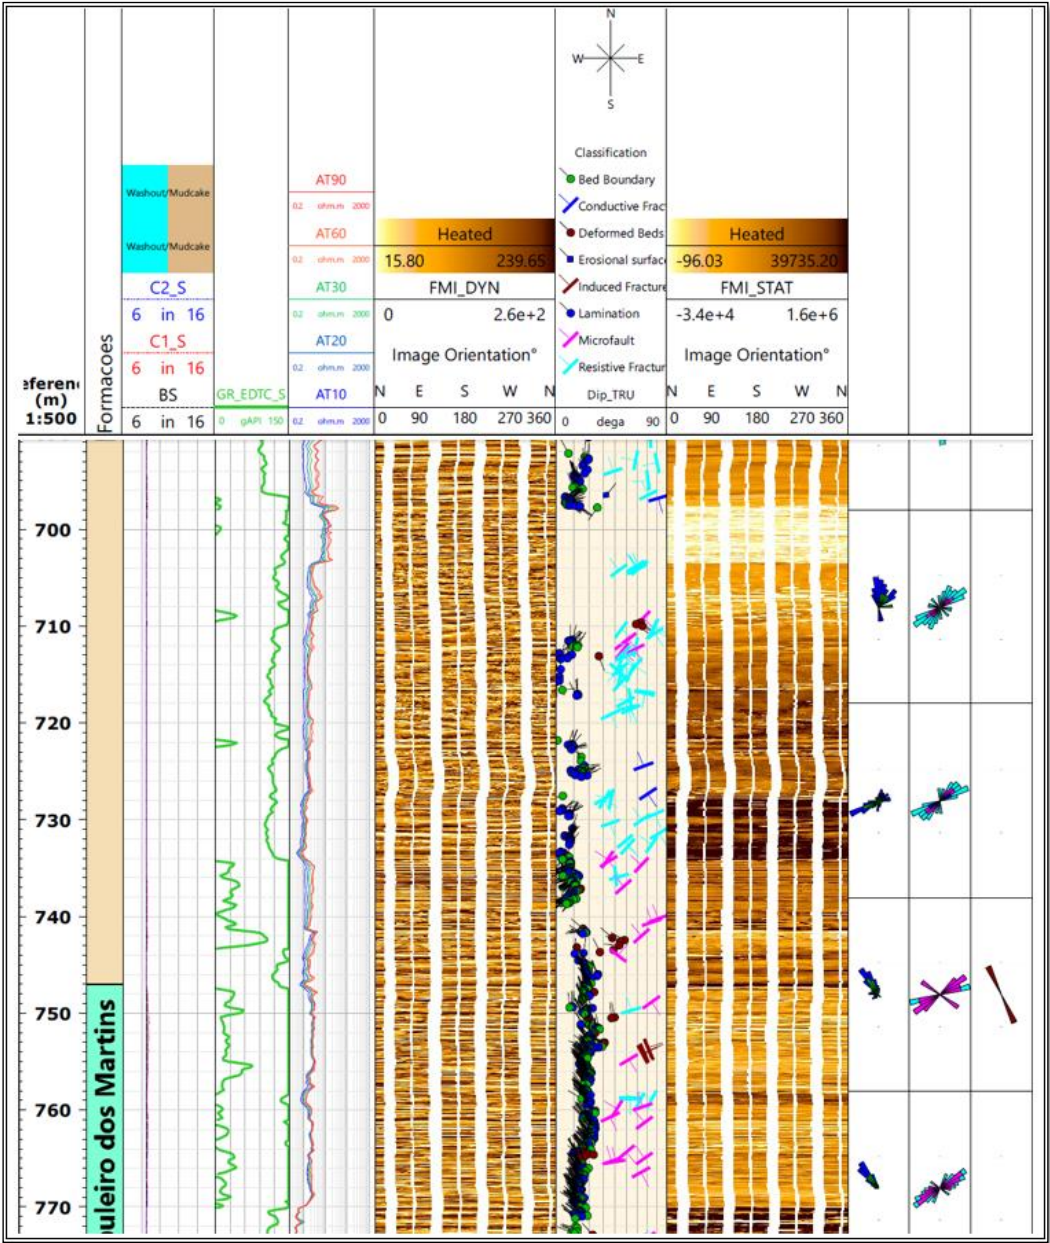 N
W E
S
Classification
Bed Boundary
Conductive Frac
Deformed Beds
Erosional surfac
Induced Fracture
Lamination
Microfault
Resistive Fractur
Dip_TRU
0 dega 90
eferen
(m)
1:500
Formacoes
Washout/Mudcake
Washout/Mudcake
C2_S
6 in 16
C1_S
6 in 16
BS
6 in 16
GR_EDTC_S
0 gAPI 150
AT90
0.2 ohm.m 2000
AT60
0.2 ohm.m 2000
AT30
0.2 ohm.m 2000
AT20
0.2 ohm.m 2000
AT10
0.2 ohm.m 2000
Heated
15.80 239.65
FMI_DYN
0 2.6e+2
Image Orientation°
N E S W N
0 90 180 270 360
Heated
-96.03 39735.20
FMI_STAT
-3.4e+4 1.6e+6
Image Orientation°
N E S W N
0 90 180 270 360
700
710
720
730
740
750
760
770
uleiro dos Martins